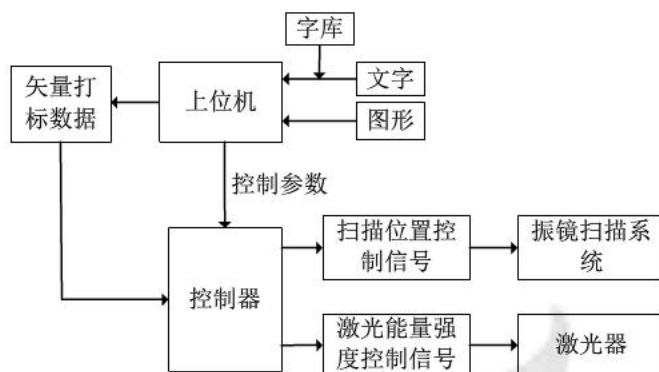 字库
矢量打
标数据
上位机
文字
图形
控制参数
控制器
扫描位置控
制信号
振镜扫描系
统
激光能量强
度控制信号
激光器